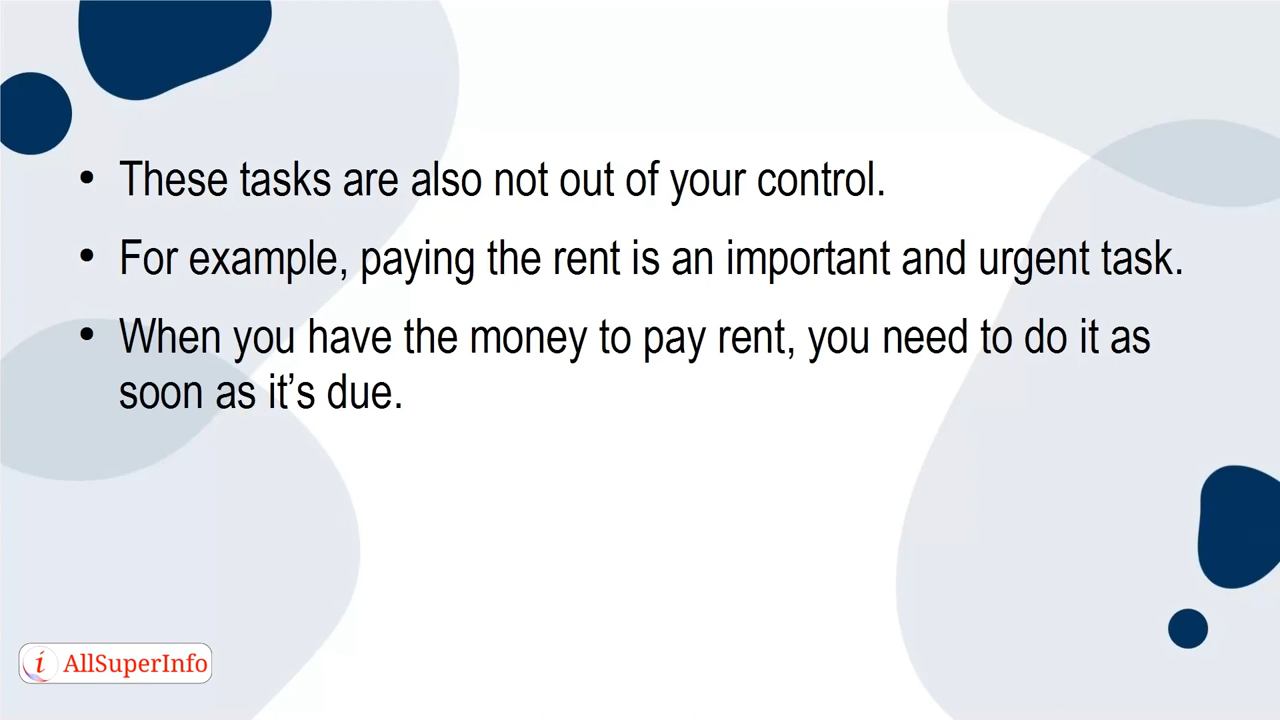 • These tasks are also not out of your control.
• For example, paying the rent is an important and urgent task.
• When you have the money to pay rent, you need to do it as
soon as it’s due.
i AllSuperInfo